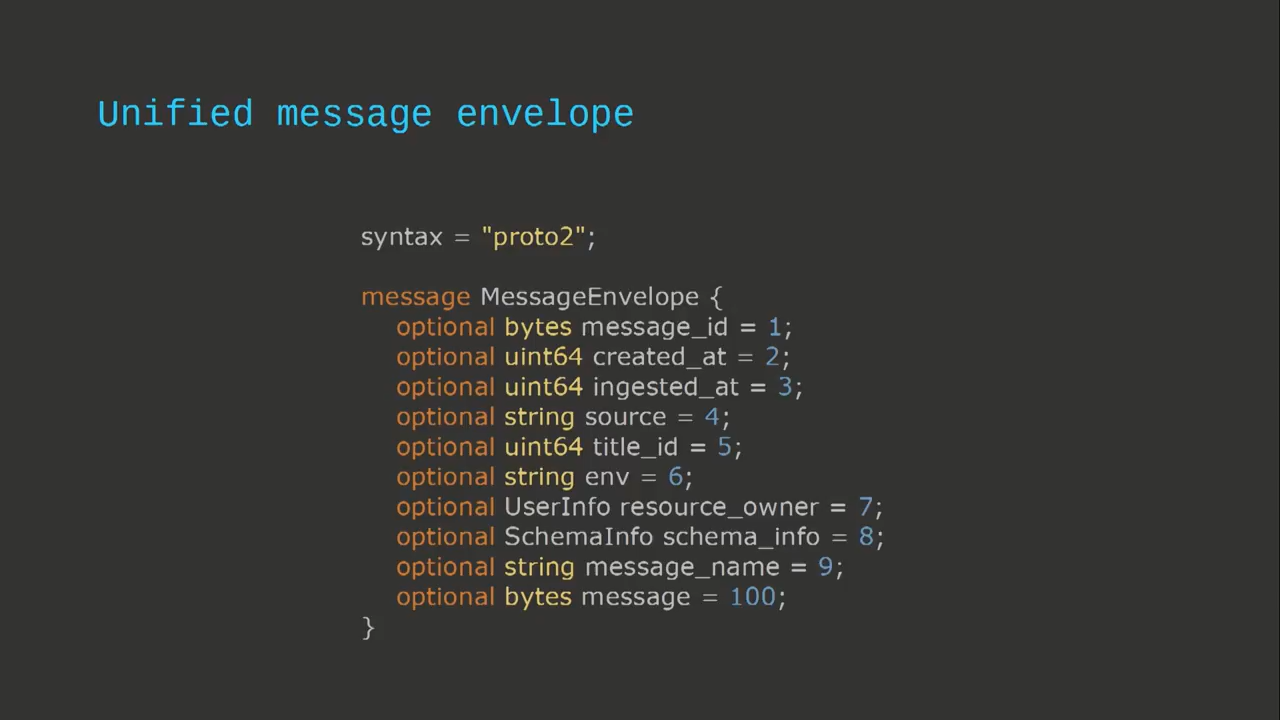 Unified message envelope
syntax = "proto2";
message MessageEnvelope {
optional bytes message_id = 1;
optional uint64 created_at = 2;
optional uint64 ingested_at = 3;
optional string source = 4;
optional uint64 title_id = 5;
optional string env = 6;
optional UserInfo resource_owner = 7;
optional SchemaInfo schema_info = 8;
optional string message_name = 9;
optional bytes message = 100;
}